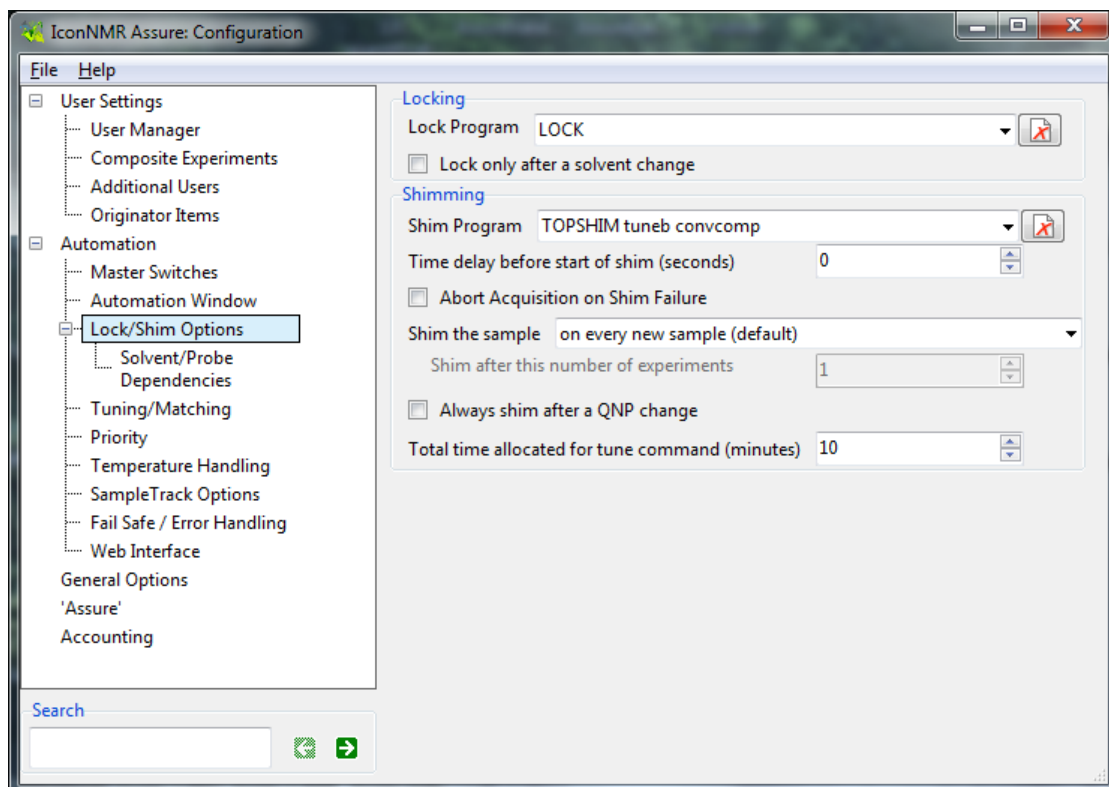 IconNMR Assure: Configuration
File Help
User Settings
User Manager
Composite Experiments
Additional Users
Originator Items
Automation
Master Switches
Automation Window
Lock/Shim Options
Solvent/Probe
Dependencies
Tuning/Matching
Priority
Temperature Handling
SampleTrack Options
Fail Safe / Error Handling
Web Interface
General Options
'Assure'
Accounting
Search
Locking
Lock Program LOCK
Lock only after a solvent change
Shimming
Shim Program TOPSHIM tuneb convcomp
Time delay before start of shim (seconds) 0
Abort Acquisition on Shim Failure
Shim the sample on every new sample (default)
Shim after this number of experiments 1
Always shim after a QNP change
Total time allocated for tune command (minutes) 10